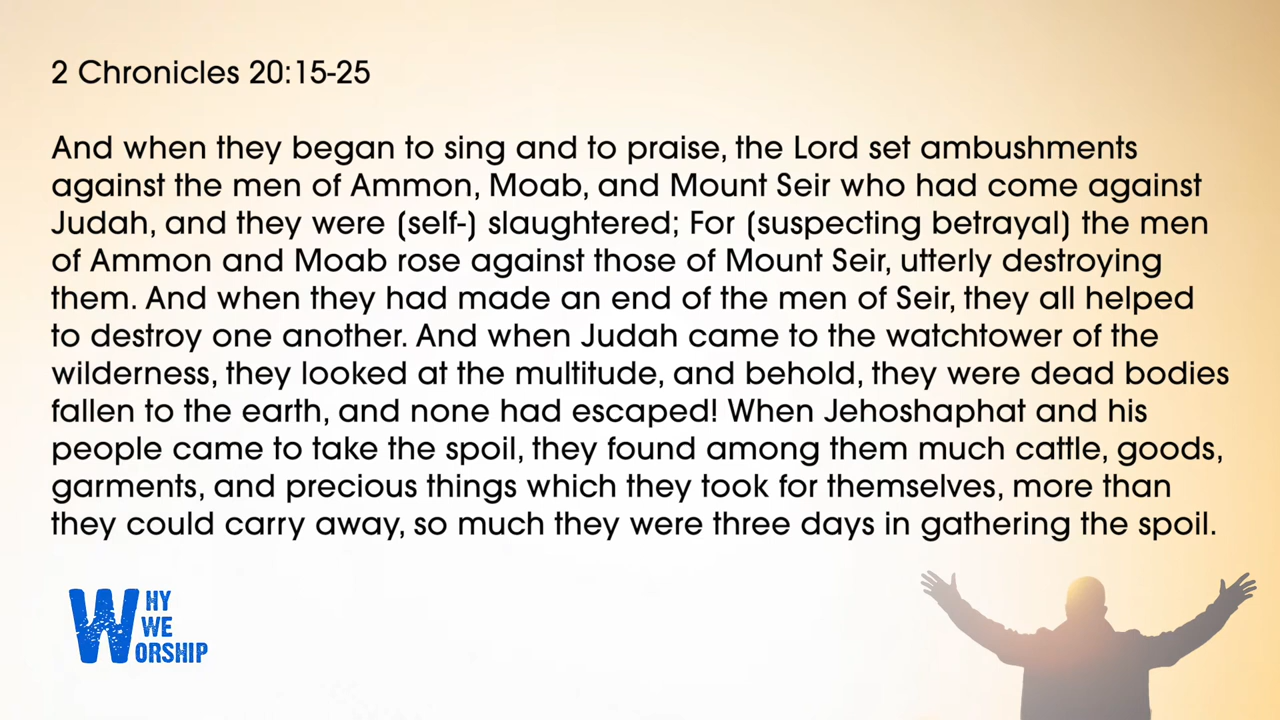 2 Chronicles 20:15-25
And when they began to sing and to praise, the Lord set ambushments
against the men of Ammon, Moab, and Mount Seir who had come against
Judah, and they were (self-) slaughtered; For (suspecting betrayal) the men
of Ammon and Moab rose against those of Mount Seir, utterly destroying
them. And when they had made an end of the men of Seir, they all helped
to destroy one another. And when Judah came to the watchtower of the
wilderness, they looked at the multitude, and behold, they were dead bodies
fallen to the earth, and none had escaped! When Jehoshaphat and his
people came to take the spoil, they found among them much cattle, goods,
garments, and precious things which they took for themselves, more than
they could carry away, so much they were three days in gathering the spoil.
WHY
WE
WORSHIP